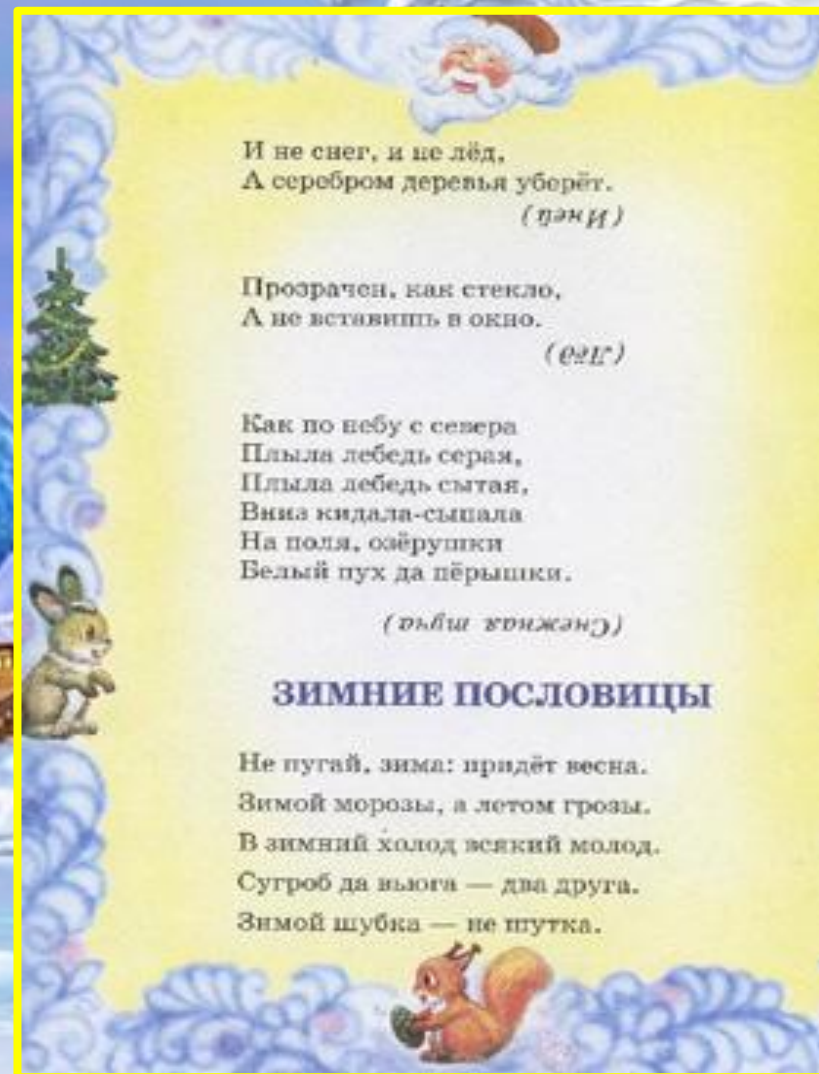 И не снег, и не лёд,
А серебром деревья уберёт.
(Иней)
Прозрачен, как стекло,
А не вставишь в окно.
(Лёд)
Как по небу с севера
Плыла лебедь серая,
Плыла лебедь сытая,
Вниз кидала-сыпала
На поля, озёрушки
Белый пух да пёрышки.
(Снежная туча)
ЗИМНИЕ ПОСЛОВИЦЫ
Не пугай, зима: придёт весна.
Зимой морозы, а летом грозы.
В зимний холод всякий молод.
Сугроб да вьюга — два друга.
Зимой шубка — не шутка.